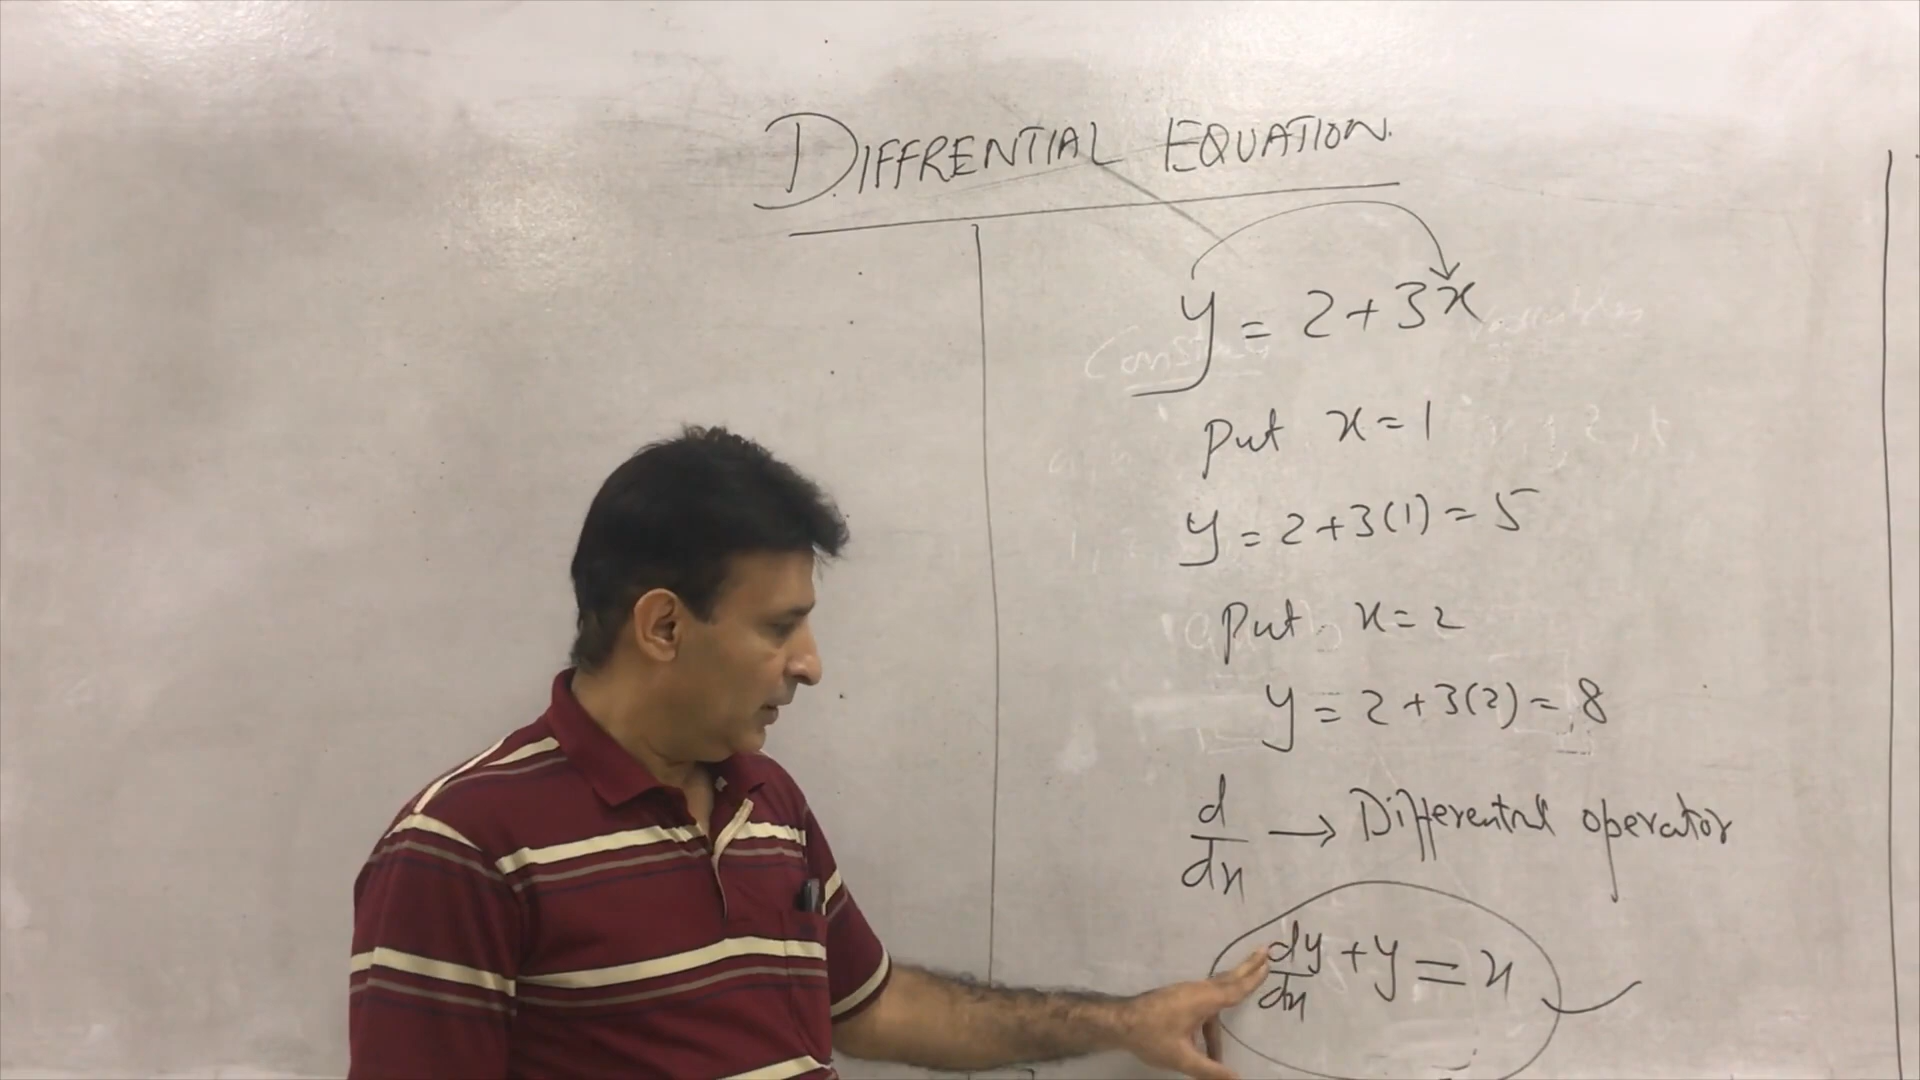 DIFFRENTIAL EQUATION.
y = 2+3x
Put x=1
y = 2+3(1) = 5
Put x=2
y = 2+3(2) = 8
d/dx → Differential operator
dy/dx + y = x